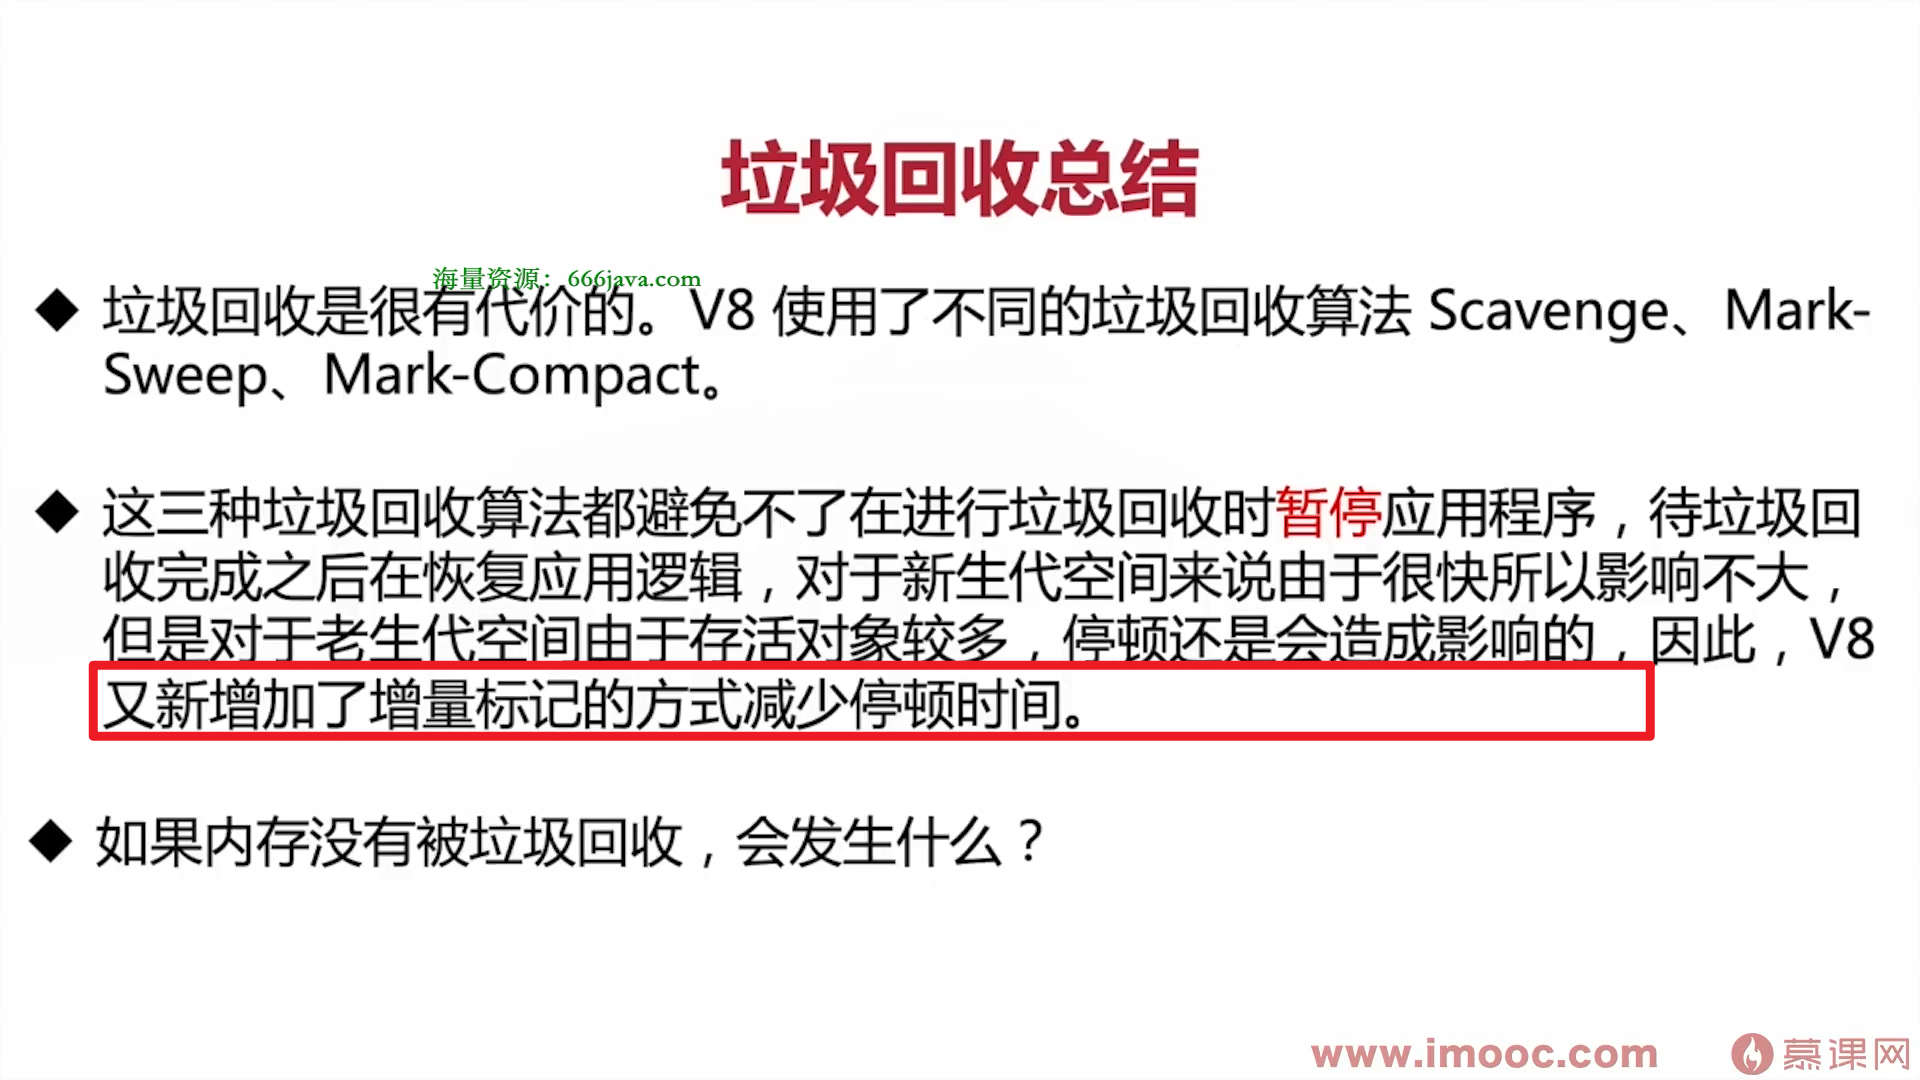 垃圾回收总结
海量资源：666java.com
◆ 垃圾回收是很有代价的。V8 使用了不同的垃圾回收算法 Scavenge、Mark-
Sweep、Mark-Compact。
◆ 这三种垃圾回收算法都避免不了在进行垃圾回收时暂停应用程序，待垃圾回
收完成之后在恢复应用逻辑，对于新生代空间来说由于很快所以影响不大，
但是对于老生代空间由于存活对象较多，停顿还是会造成影响的，因此，V8
又新增加了增量标记的方式减少停顿时间。
◆ 如果内存没有被垃圾回收，会发生什么？
www.imooc.com 慕课网